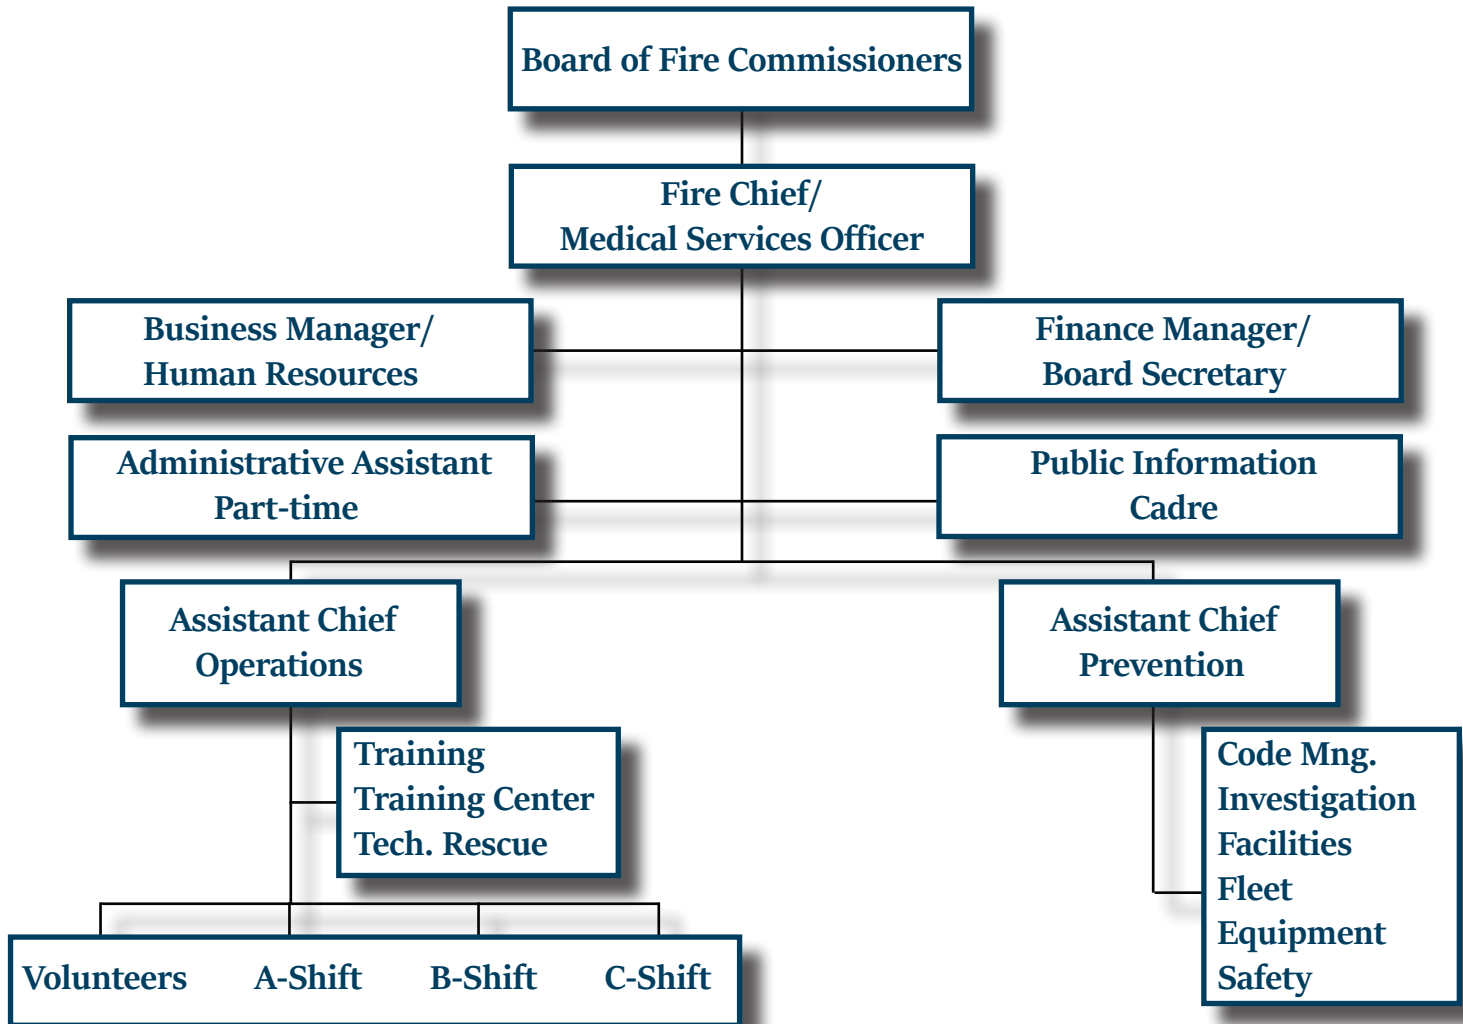 Board of Fire Commissioners
Fire Chief/
Medical Services Officer
Business Manager/
Human Resources
Finance Manager/
Board Secretary
Administrative Assistant
Part-time
Public Information
Cadre
Assistant Chief
Operations
Assistant Chief
Prevention
Training
Training Center
Tech. Rescue
Code Mng.
Investigation
Facilities
Fleet
Equipment
Safety
Volunteers A-Shift B-Shift C-Shift